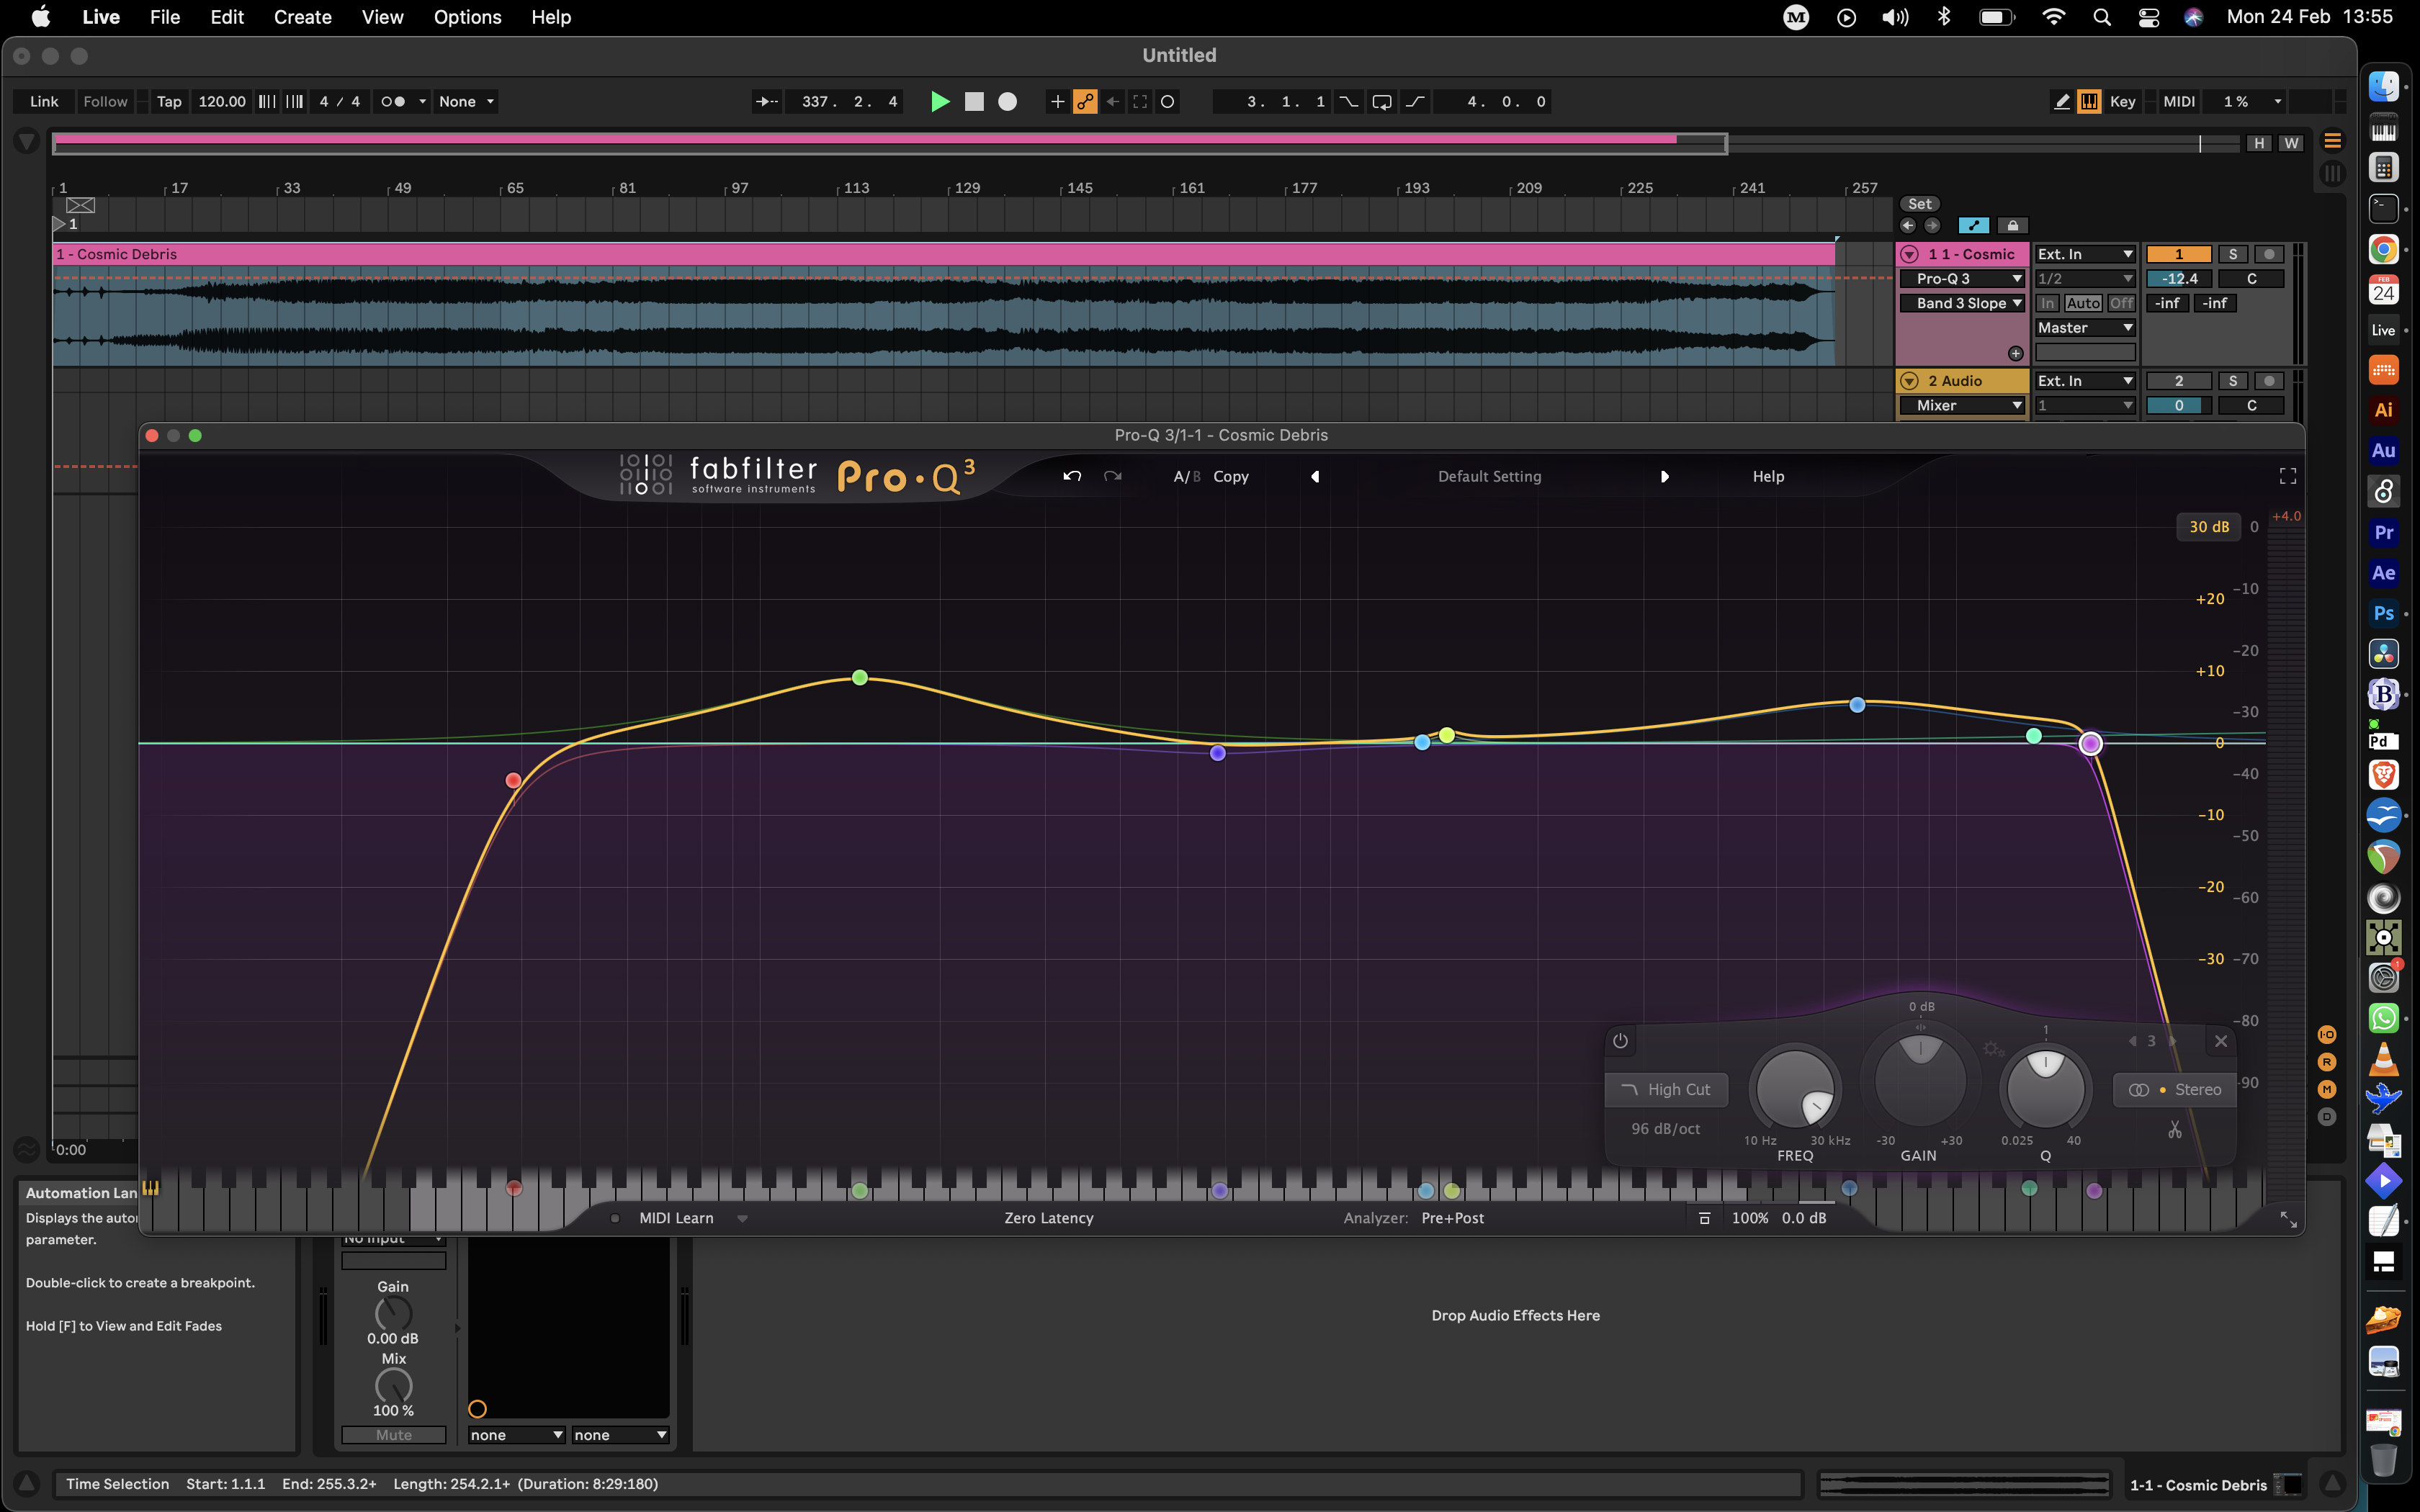 Live File Edit Create View Options Help
Mon 24 Feb 13:55
Untitled
Link Follow Tap 120.00 4 / 4 None 337. 2. 4 3. 1. 1 4. 0. 0 Key MIDI 1 %
H W
1 17 33 49 65 81 97 113 129 145 161 177 193 209 225 241 257
Set
1
1 - Cosmic Debris
1 1 - Cosmic Ext. In 1 S
Pro-Q 3 1/2 -12.4 C
Band 3 Slope In Auto Off -inf -inf
Master
2 Audio Ext. In 2 S
Mixer 1 0 C
Pro-Q 3/1-1 - Cosmic Debris
fabfilter Pro·Q 3
software instruments
A/B Copy Default Setting Help
30 dB 0 +4.0
-10
+20
-20
+10
-30
0
-40
-10
-50
-20
-60
-30 -70
-80
-90
0 dB
1
3
High Cut
Stereo
96 dB/oct
10 Hz 30 kHz -30 +30 0.025 40
FREQ GAIN Q
0:00
MIDI Learn Zero Latency Analyzer: Pre+Post 100% 0.0 dB
Automation Lan
Displays the autor
parameter.
Double-click to create a breakpoint.
Hold [F] to View and Edit Fades
No Input
Gain
0.00 dB
Mix
100 %
Mute
none none
Drop Audio Effects Here
I·O
R
M
D
Time Selection Start: 1.1.1 End: 255.3.2+ Length: 254.2.1+ (Duration: 8:29:180)
1-1 - Cosmic Debris
FEB
24
Live
Ai
Au
Pr
Ae
Ps
B
Pd
1